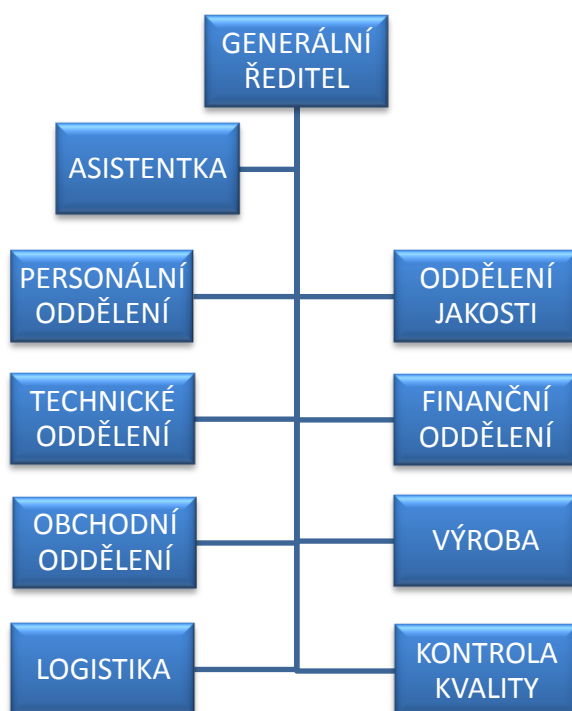 GENERÁLNÍ
ŘEDITEL
ASISTENTKA
PERSONÁLNÍ
ODDĚLENÍ
ODDĚLENÍ
JAKOSTI
TECHNICKÉ
ODDĚLENÍ
FINANČNÍ
ODDĚLENÍ
OBCHODNÍ
ODDĚLENÍ
VÝROBA
LOGISTIKA
KONTROLA
KVALITY